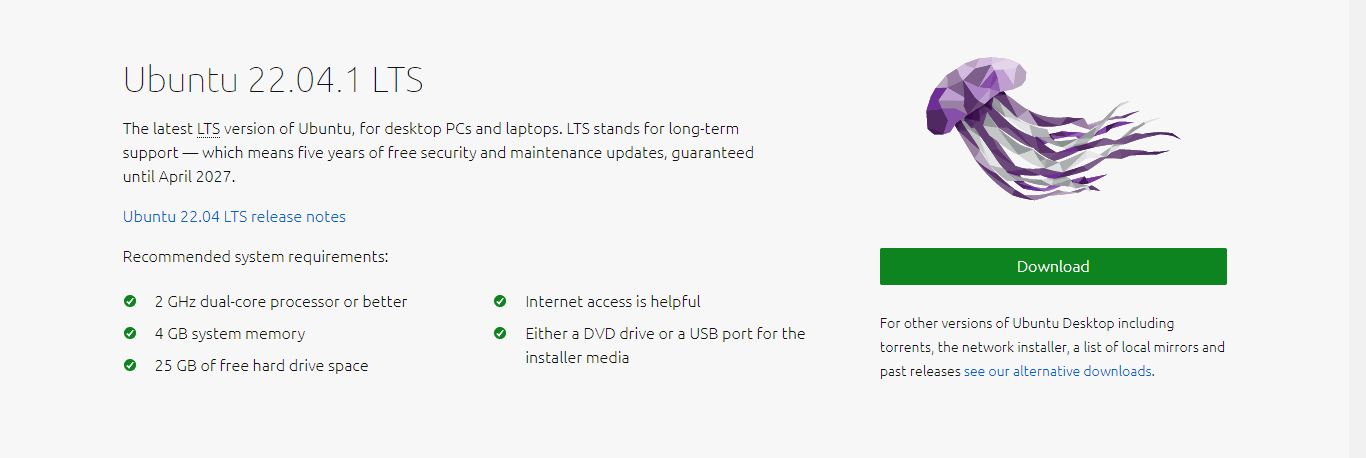 Ubuntu 22.04.1 LTS
The latest LTS version of Ubuntu, for desktop PCs and laptops. LTS stands for long-term
support — which means five years of free security and maintenance updates, guaranteed
until April 2027.
Ubuntu 22.04 LTS release notes
Recommended system requirements:
2 GHz dual-core processor or better
4 GB system memory
25 GB of free hard drive space
Internet access is helpful
Either a DVD drive or a USB port for the
installer media
Download
For other versions of Ubuntu Desktop including
torrents, the network installer, a list of local mirrors and
past releases see our alternative downloads.